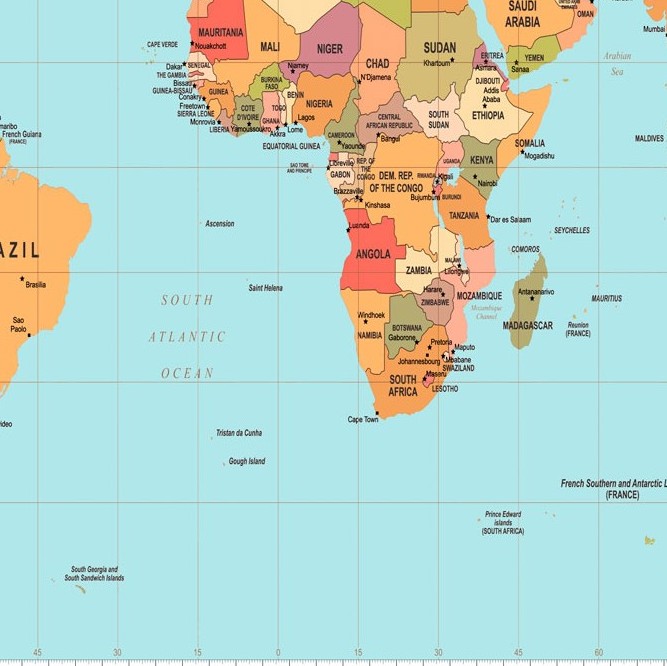 SAUDI
ARABIA
UNITED ARAB
EMIRATES
OMAN
Mumbai
MAURITANIA
Nouakchott
CAPE VERDE
MALI
NIGER
CHAD
SUDAN
Khartoum
ERITREA
Asmara
YEMEN
Sanaa
Arabian
Sea
Dakar
SENEGAL
THE GAMBIA
Bissau
GUINEA-BISSAU
GUINEA
Conakry
Freetown
SIERRA LEONE
Monrovia
LIBERIA
BURKINA
FASO
Niamey
N'Djamena
DJIBOUTI
Addis
Ababa
ETHIOPIA
BENIN
NIGERIA
COTE
D'IVOIRE
Yamoussoukro
TOGO
GHANA
Akkra
Lome
Lagos
CENTRAL
AFRICAN REPUBLIC
Bangui
SOUTH
SUDAN
CAMEROON
Yaounde
EQUATORIAL GUINEA
SOMALIA
Mogadishu
MALDIVES
French Guiana
(FRANCE)
SAO TOME
AND PRINCIPE
Libreville
GABON
REP. OF
THE
CONGO
DEM. REP.
OF THE CONGO
UGANDA
KENYA
Nairobi
RWANDA
Kigali
Bujumbura
BURUNDI
Brazzaville
Kinshasa
TANZANIA
Dar es Salaam
SEYCHELLES
Ascension
Luanda
ANGOLA
COMOROS
AZIL
Brasilia
ZAMBIA
MALAWI
Lilongwe
Saint Helena
SOUTH
ATLANTIC
OCEAN
Harare
ZIMBABWE
MOZAMBIQUE
Mozambique
Channel
Antananarivo
MADAGASCAR
MAURITIUS
Reunion
(FRANCE)
Sao
Paolo
Windhoek
NAMIBIA
BOTSWANA
Gaborone
Pretoria
Johannesbourg
Maputo
Mbabane
SWAZILAND
Maseru
LESOTHO
SOUTH
AFRICA
Cape Town
Tristan da Cunha
Gough Island
French Southern and Antarctic L
(FRANCE)
Prince Edward
islands
(SOUTH AFRICA)
South Georgia and
South Sandwich Islands
45 30 15 0 15 30 45 60